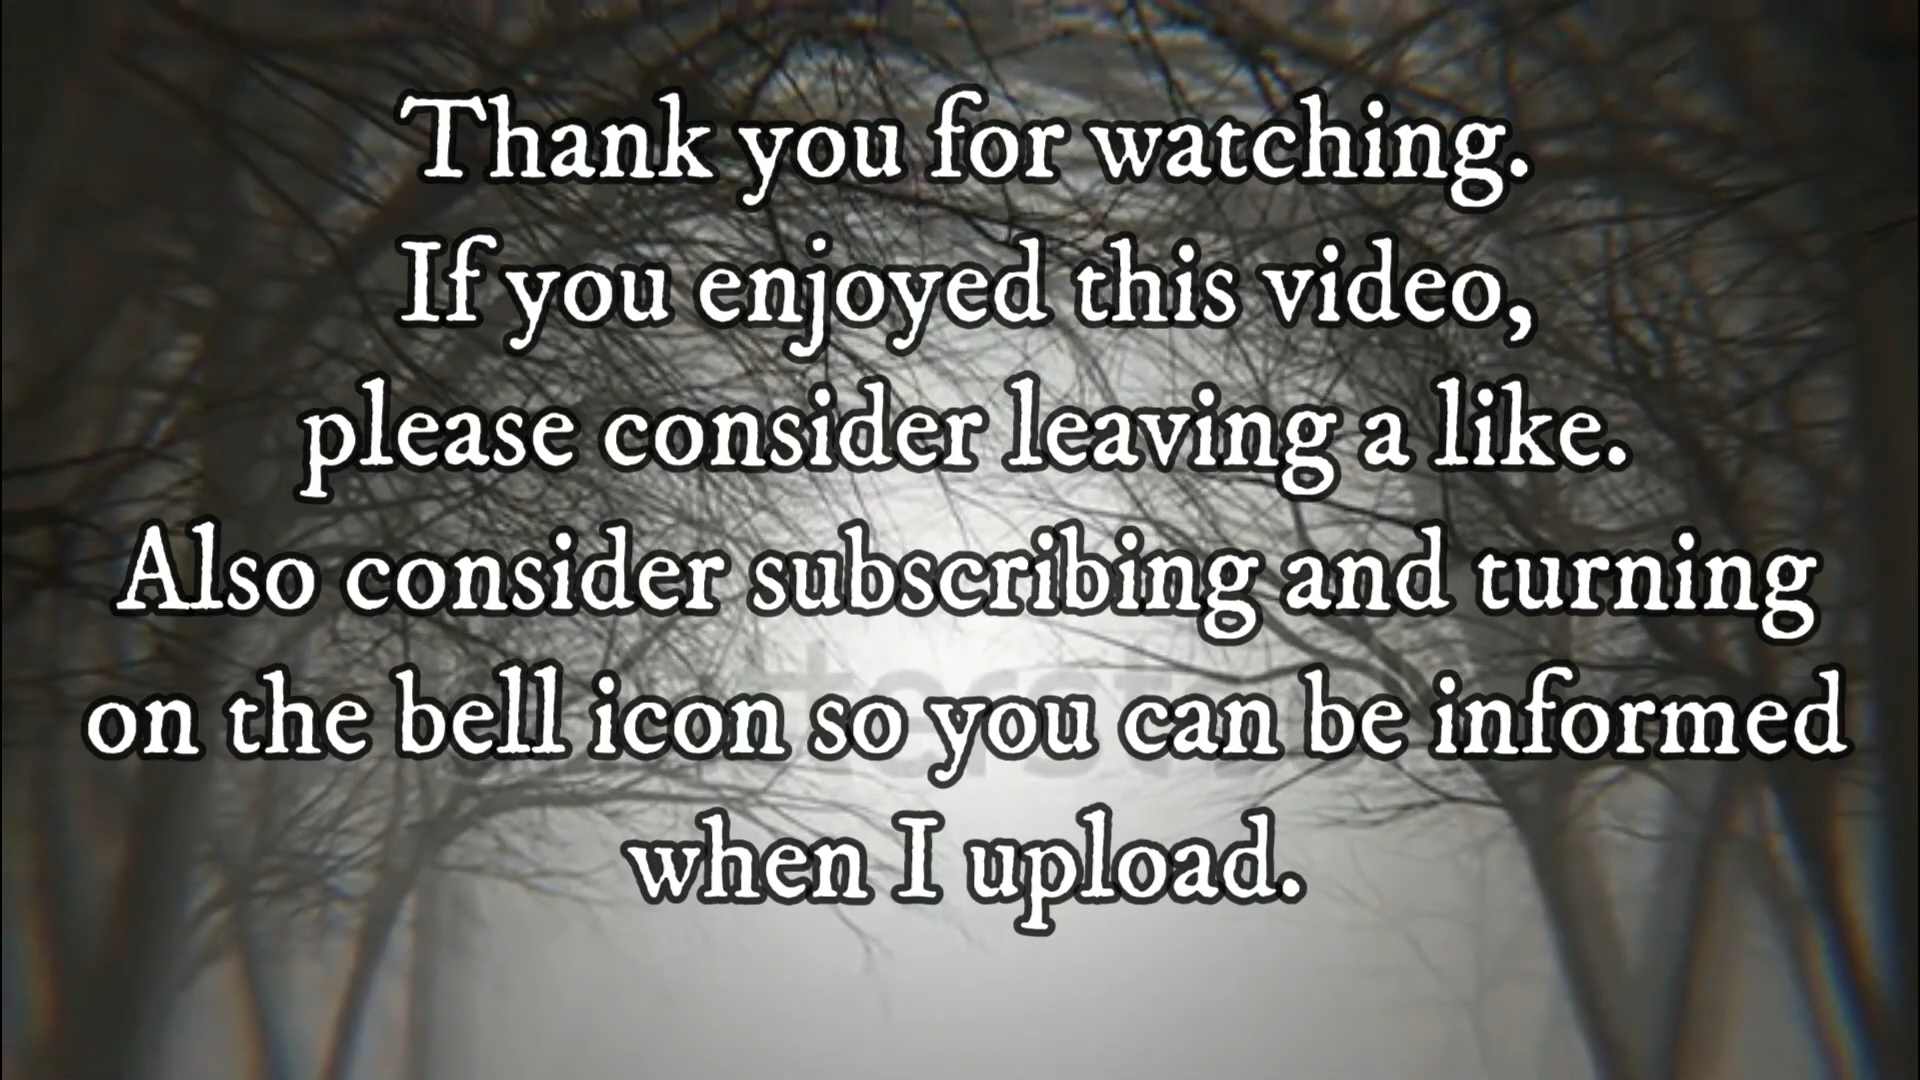 Thank you for watching.
If you enjoyed this video,
please consider leaving a like.
Also consider subscribing and turning
on the bell icon so you can be informed
when I upload.